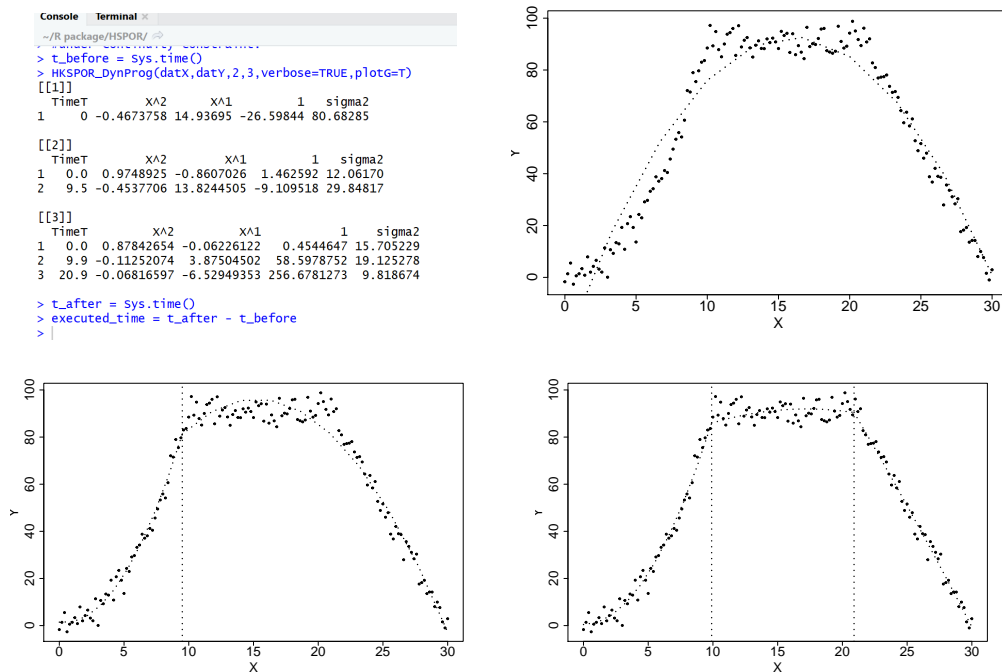 Console Terminal ×
~/R package/HSPOR/
> #under continuity constraint.
> t_before = Sys.time()
> HKSPOR_DynProg(datX,datY,2,3,verbose=TRUE,plotG=T)
[[1]]
TimeT X^2 X^1 1 sigma2
1 0 -0.4673758 14.93695 -26.59844 80.68285
[[2]]
TimeT X^2 X^1 1 sigma2
1 0.0 0.9748925 -0.8607026 1.462592 12.06170
2 9.5 -0.4537706 13.8244505 -9.109518 29.84817
[[3]]
TimeT X^2 X^1 1 sigma2
1 0.0 0.87842654 -0.06226122 0.4544647 15.705229
2 9.9 -0.11252074 3.87504502 58.5978752 19.125278
3 20.9 -0.06816597 -6.52949353 256.6781273 9.818674
> t_after = Sys.time()
> executed_time = t_after - t_before
>
100
80
60
40
20
0
Y
0 5 10 15 20 25 30
X
100
80
60
40
20
0
Y
0 5 10 15 20 25 30
X
100
80
60
40
20
0
Y
0 5 10 15 20 25 30
X